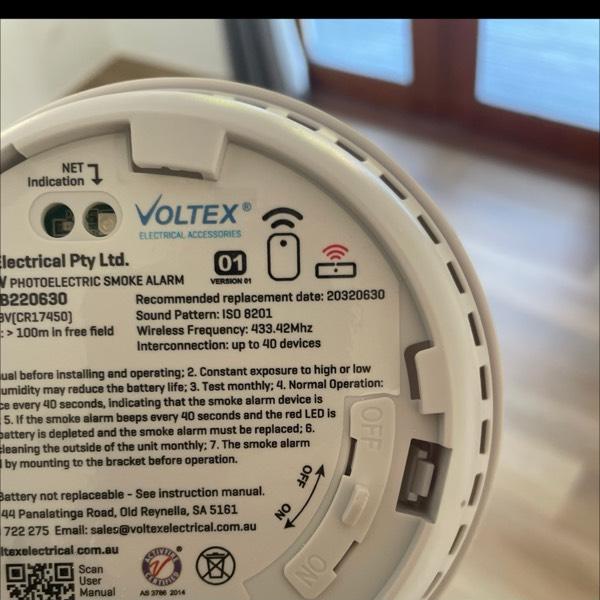 NET
Indication
VOLTEX®
ELECTRICAL ACCESSORIES
Electrical Pty Ltd.
01
VERSION 01
PHOTOELECTRIC SMOKE ALARM
B220630
Recommended replacement date: 20320630
3V(CR17450)
Sound Pattern: ISO 8201
: > 100m in free field
Wireless Frequency: 433.42Mhz
Interconnection: up to 40 devices
ual before installing and operating; 2. Constant exposure to high or low
umidity may reduce the battery life; 3. Test monthly; 4. Normal Operation:
ce every 40 seconds, indicating that the smoke alarm device is
5. If the smoke alarm beeps every 40 seconds and the red LED is
battery is depleted and the smoke alarm must be replaced; 6.
cleaning the outside of the unit monthly; 7. The smoke alarm
by mounting to the bracket before operation.
OFF
OFF
ON
ON
Battery not replaceable - See instruction manual.
44 Panalatinga Road, Old Reynella, SA 5161
722 275 Email: sales@voltexelectrical.com.au
ltexelectrical.com.au
Scan
User
Manual
AS 3786 2014